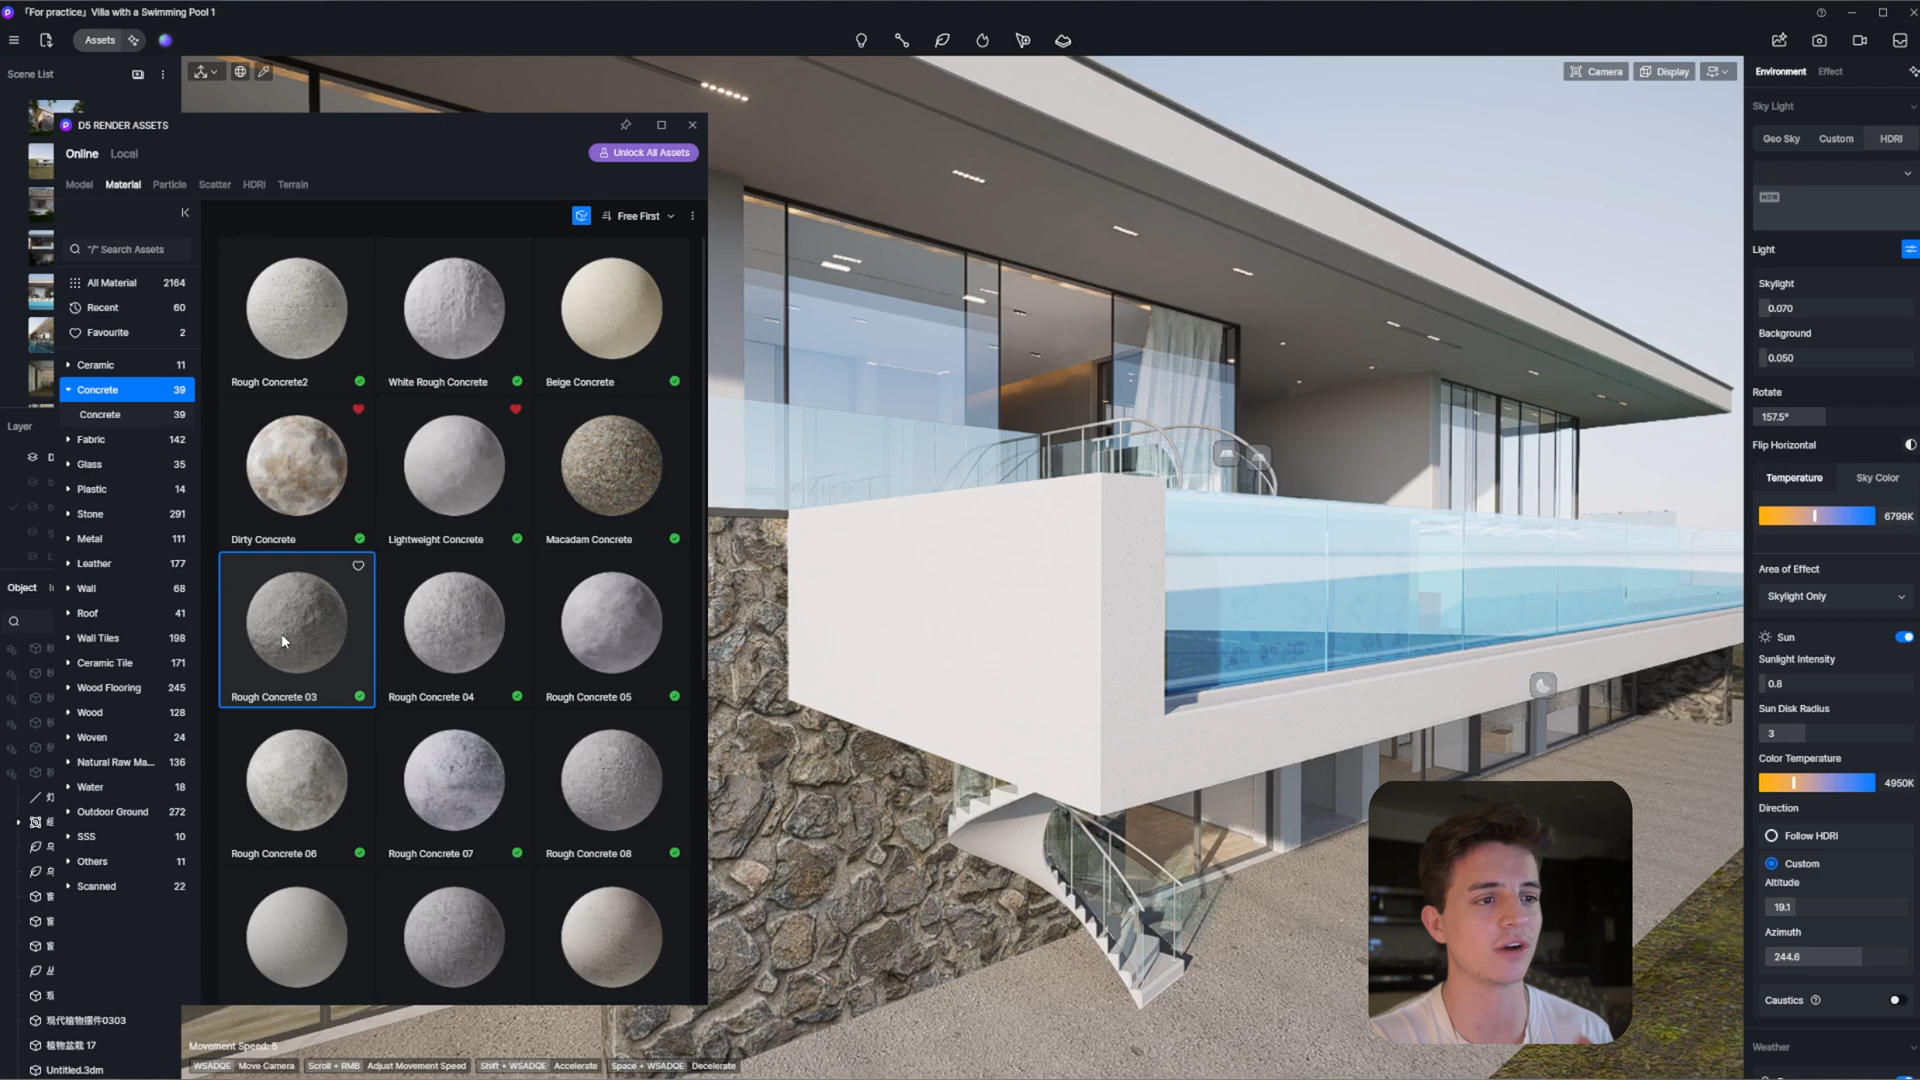 「For practice」 Villa with a Swimming Pool 1
Assets
Scene List
Camera
Display
Environment
Effect
D5 RENDER ASSETS
Online
Local
Unlock All Assets
Model
Material
Particle
Scatter
HDRI
Terrain
Free First
"/" Search Assets
All Material 2164
Recent 60
Favourite 2
Ceramic 11
Concrete 39
Concrete 39
Fabric 142
Glass 35
Plastic 14
Stone 291
Metal 111
Leather 177
Wall 68
Roof 41
Wall Tiles 198
Ceramic Tile 171
Wood Flooring 245
Wood 128
Woven 24
Natural Raw Ma... 136
Water 18
Outdoor Ground 272
SSS 10
Others 11
Scanned 22
Rough Concrete2
White Rough Concrete
Beige Concrete
Dirty Concrete
Lightweight Concrete
Macadam Concrete
Rough Concrete 03
Rough Concrete 04
Rough Concrete 05
Rough Concrete 06
Rough Concrete 07
Rough Concrete 08
Layer
Object
现代植物摆件0303
植物盆栽 17
Untitled.3dm
Movement Speed: 5
WSADQE Move Camera
Scroll + RMB Adjust Movement Speed
Shift + WSADQE Accelerate
Space + WSADQE Decelerate
Sky Light
Geo Sky
Custom
HDRI
HDR
Light
Skylight
0.070
Background
0.050
Rotate
157.5°
Flip Horizontal
Temperature
Sky Color
6799K
Area of Effect
Skylight Only
Sun
Sunlight Intensity
0.8
Sun Disk Radius
3
Color Temperature
4950K
Direction
Follow HDRI
Custom
Altitude
19.1
Azimuth
244.6
Caustics
Weather